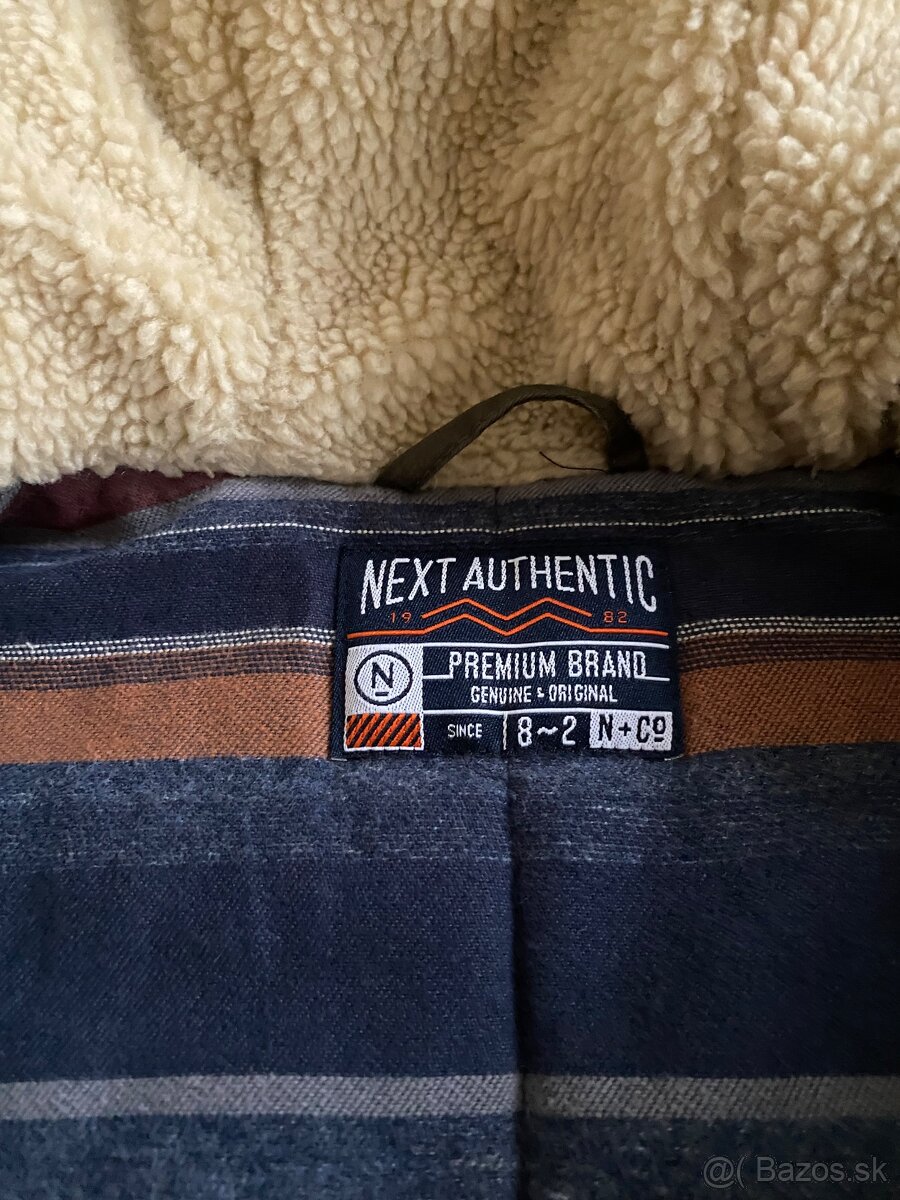 NEXT AUTHENTIC
19 82
N PREMIUM BRAND
GENUINE & ORIGINAL
SINCE 8~2 N+Co
@( Bazos.sk